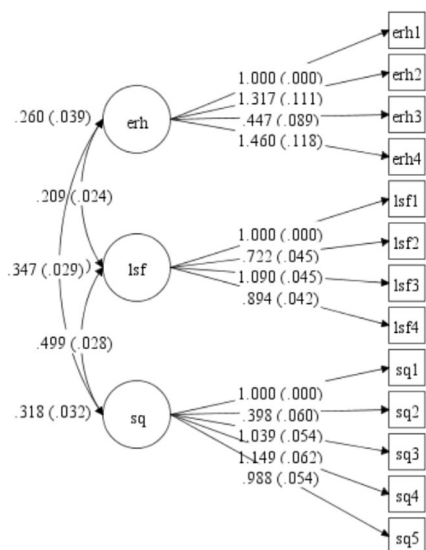 erh1
1.000 (.000)
erh2
.260 (.039)
1.317 (.111)
erh
.447 (.089)
erh3
1.460 (.118)
erh4
.209 (.024)
lsf1
1.000 (.000)
lsf2
.722 (.045)
.347 (.029)
)
lsf
1.090 (.045)
lsf3
.894 (.042)
lsf4
.499 (.028)
sq1
1.000 (.000)
.398 (.060)
sq2
.318 (.032)
sq
1.039 (.054)
sq3
1.149 (.062)
.988 (.054)
sq4
sq5